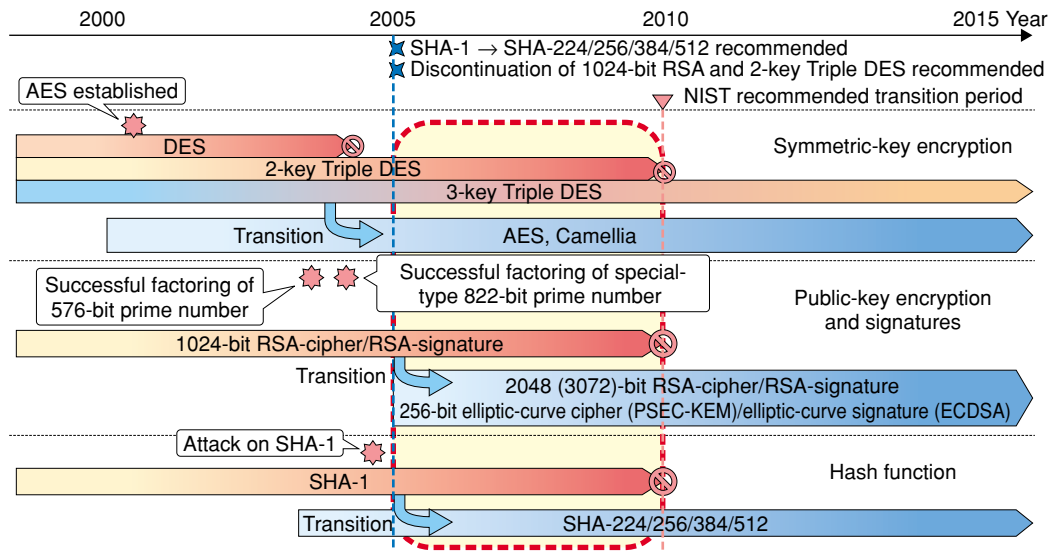 2000 2005 2010 2015 Year
SHA-1 → SHA-224/256/384/512 recommended
Discontinuation of 1024-bit RSA and 2-key Triple DES recommended
AES established
NIST recommended transition period
DES
Symmetric-key encryption
2-key Triple DES
3-key Triple DES
Transition
AES, Camellia
Successful factoring of
576-bit prime number
Successful factoring of special-
type 822-bit prime number
Public-key encryption
and signatures
1024-bit RSA-cipher/RSA-signature
Transition
2048 (3072)-bit RSA-cipher/RSA-signature
256-bit elliptic-curve cipher (PSEC-KEM)/elliptic-curve signature (ECDSA)
Attack on SHA-1
Hash function
SHA-1
Transition
SHA-224/256/384/512